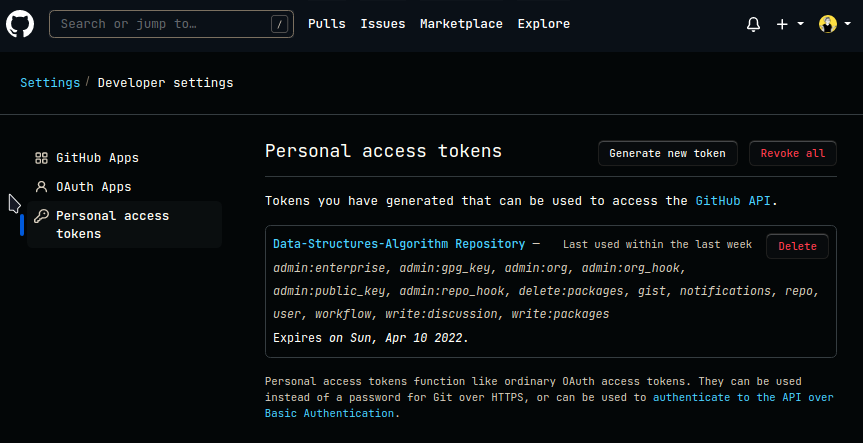 Search or jump to… /
Pulls Issues Marketplace Explore
Settings / Developer settings
GitHub Apps
OAuth Apps
Personal access
tokens
Personal access tokens
Generate new token
Revoke all
Tokens you have generated that can be used to access the GitHub API.
Data-Structures-Algorithm Repository — Last used within the last week Delete
admin:enterprise, admin:gpg_key, admin:org, admin:org_hook,
admin:public_key, admin:repo_hook, delete:packages, gist, notifications, repo,
user, workflow, write:discussion, write:packages
Expires on Sun, Apr 10 2022.
Personal access tokens function like ordinary OAuth access tokens. They can be used
instead of a password for Git over HTTPS, or can be used to authenticate to the API over
Basic Authentication.